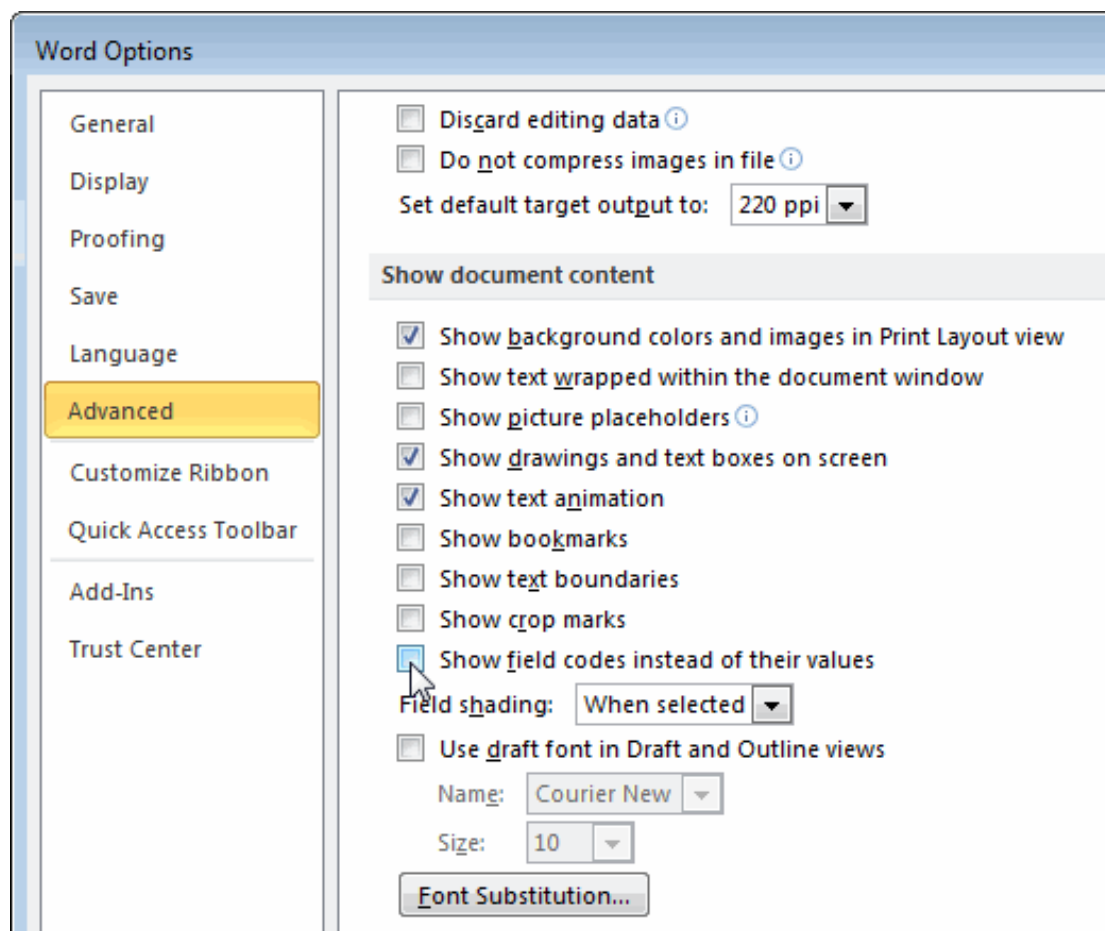 Word Options
General
Display
Proofing
Save
Language
Advanced
Customize Ribbon
Quick Access Toolbar
Add-Ins
Trust Center
Discard editing data
Do not compress images in file
Set default target output to: 220 ppi
Show document content
Show background colors and images in Print Layout view
Show text wrapped within the document window
Show picture placeholders
Show drawings and text boxes on screen
Show text animation
Show bookmarks
Show text boundaries
Show crop marks
Show field codes instead of their values
Field shading: When selected
Use draft font in Draft and Outline views
Name: Courier New
Size: 10
Font Substitution...